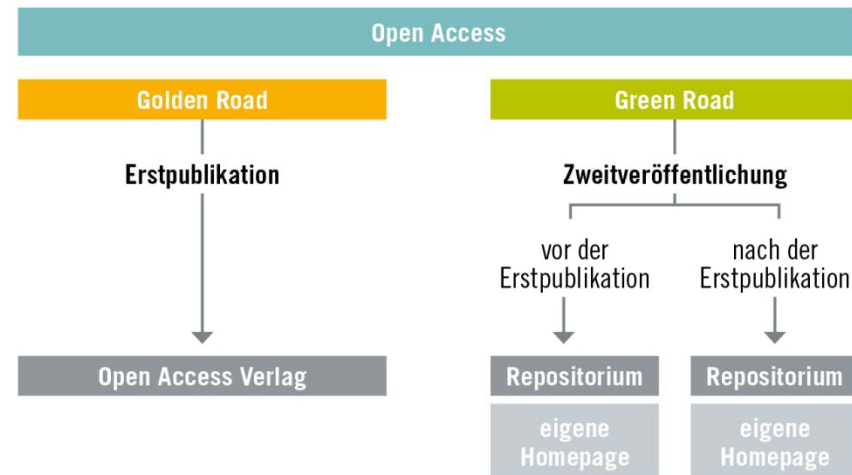 Open Access
Golden Road
Green Road
Erstpublikation
Zweitveröffentlichung
vor der
Erstpublikation
nach der
Erstpublikation
Open Access Verlag
Repositorium
Repositorium
eigene
Homepage
eigene
Homepage